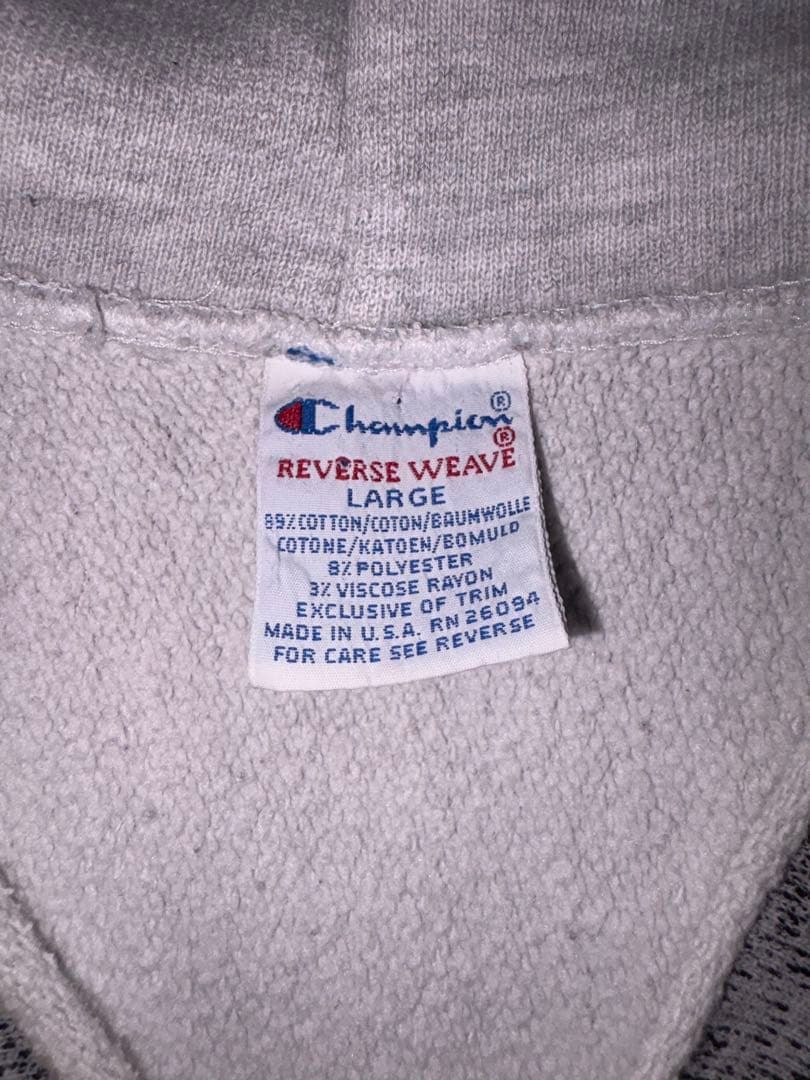 Champion®
REVERSE WEAVE®
LARGE
89% COTTON/COTON/BAUMWOLLE
COTONE/KATOEN/BOMULD
8% POLYESTER
3% VISCOSE RAYON
EXCLUSIVE OF TRIM
MADE IN U.S.A. RN 26094
FOR CARE SEE REVERSE